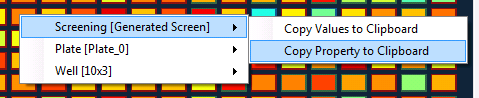 Screening [Generated Screen]
Plate [Plate_0]
Well [10x3]
Copy Values to Clipboard
Copy Property to Clipboard